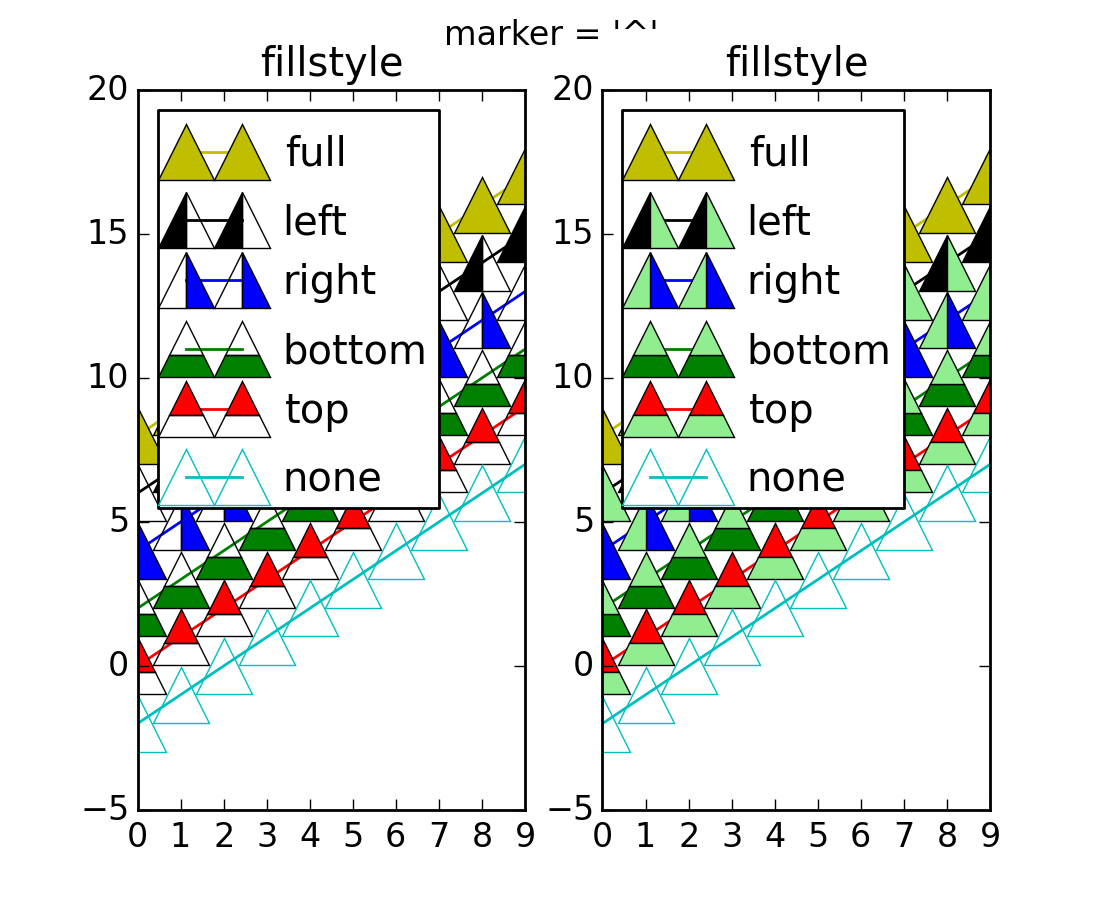 marker = '^'
fillstyle
20
15
10
5
0
−5
full
left
right
bottom
top
none
0 1 2 3 4 5 6 7 8 9
fillstyle
20
15
10
5
0
−5
full
left
right
bottom
top
none
0 1 2 3 4 5 6 7 8 9